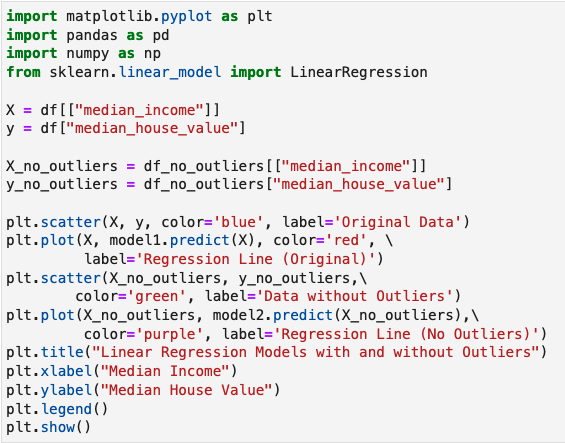 import matplotlib.pyplot as plt
import pandas as pd
import numpy as np
from sklearn.linear_model import LinearRegression

X = df[["median_income"]]
y = df["median_house_value"]

X_no_outliers = df_no_outliers[["median_income"]]
y_no_outliers = df_no_outliers["median_house_value"]

plt.scatter(X, y, color='blue', label='Original Data')
plt.plot(X, model1.predict(X), color='red', \
         label='Regression Line (Original)')
plt.scatter(X_no_outliers, y_no_outliers,\
        color='green', label='Data without Outliers')
plt.plot(X_no_outliers, model2.predict(X_no_outliers),\
         color='purple', label='Regression Line (No Outliers)')
plt.title("Linear Regression Models with and without Outliers")
plt.xlabel("Median Income")
plt.ylabel("Median House Value")
plt.legend()
plt.show()